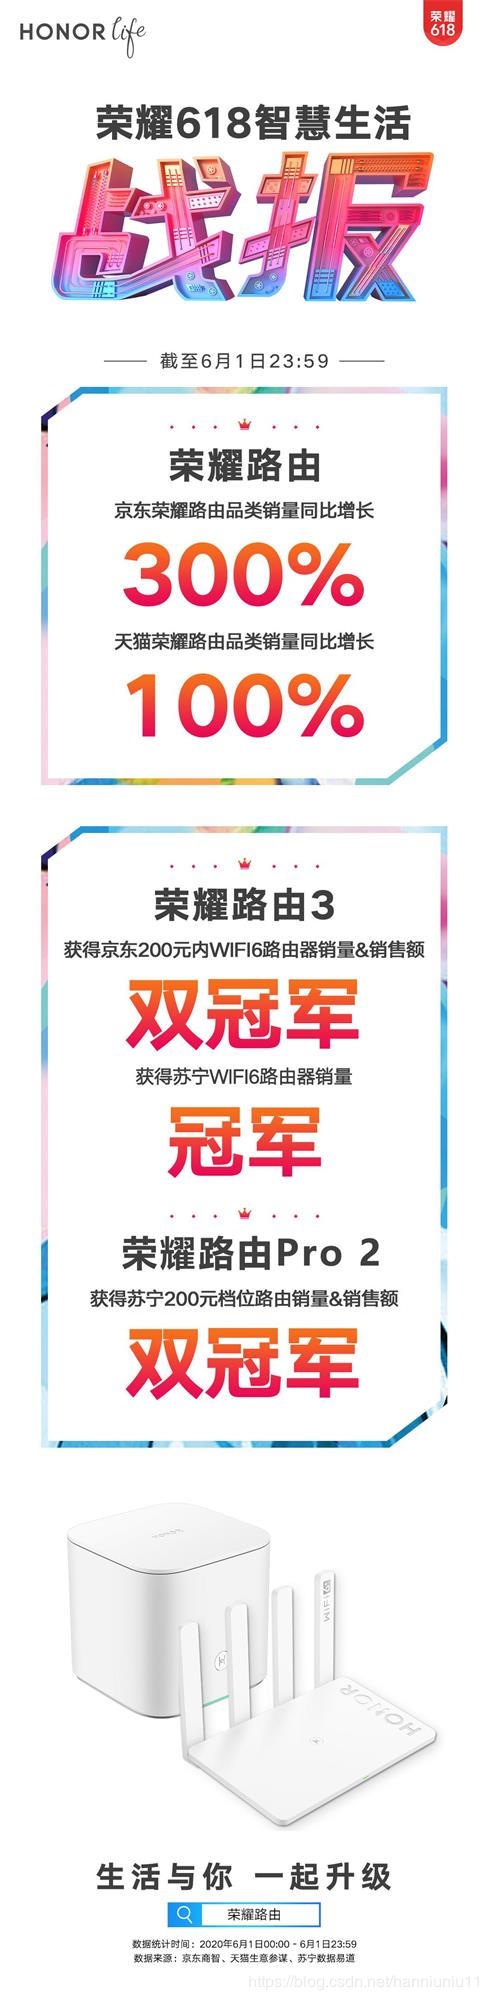 HONOR life
荣耀
618
荣耀618智慧生活
战报
截至6月1日23:59
荣耀路由
京东荣耀路由品类销量同比增长
300%
天猫荣耀路由品类销量同比增长
100%
荣耀路由3
获得京东200元内WIFI6路由器销量&销售额
双冠军
获得苏宁WIFI6路由器销量
冠军
荣耀路由Pro 2
获得苏宁200元档位路由销量&销售额
双冠军
HONOR
WiFi 6
HONOR
生活与你 一起升级
荣耀路由
数据统计时间：2020年6月1日00:00 - 6月1日23:59
数据来源：京东商智、天猫生意参谋、苏宁数据易道
https://blog.csdn.net/hanniuniu11